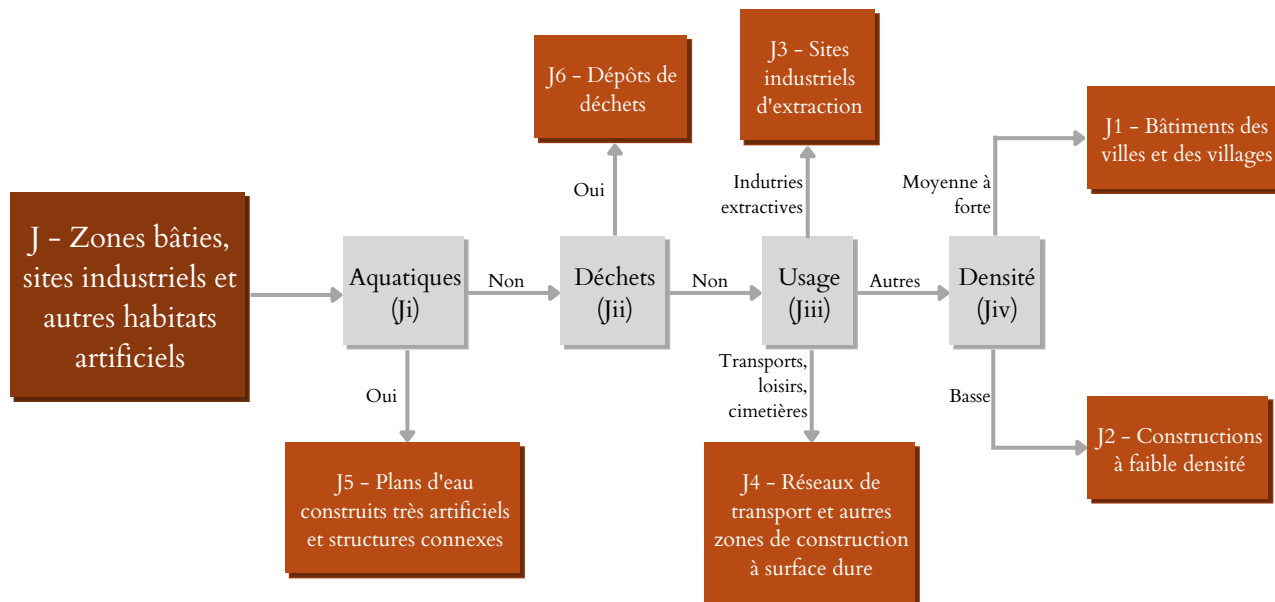 J - Zones bâties,
sites industriels et
autres habitats
artificiels
Aquatiques
(Ji)
Oui
J5 - Plans d'eau
construits très artificiels
et structures connexes
Non
Déchets
(Jii)
Oui
J6 - Dépôts de
déchets
Non
Usage
(Jiii)
Indutries
extractives
J3 - Sites
industriels
d'extraction
Transports,
loisirs,
cimetières
J4 - Réseaux de
transport et autres
zones de construction
à surface dure
Autres
Densité
(Jiv)
Moyenne à
forte
J1 - Bâtiments des
villes et des villages
Basse
J2 - Constructions
à faible densité